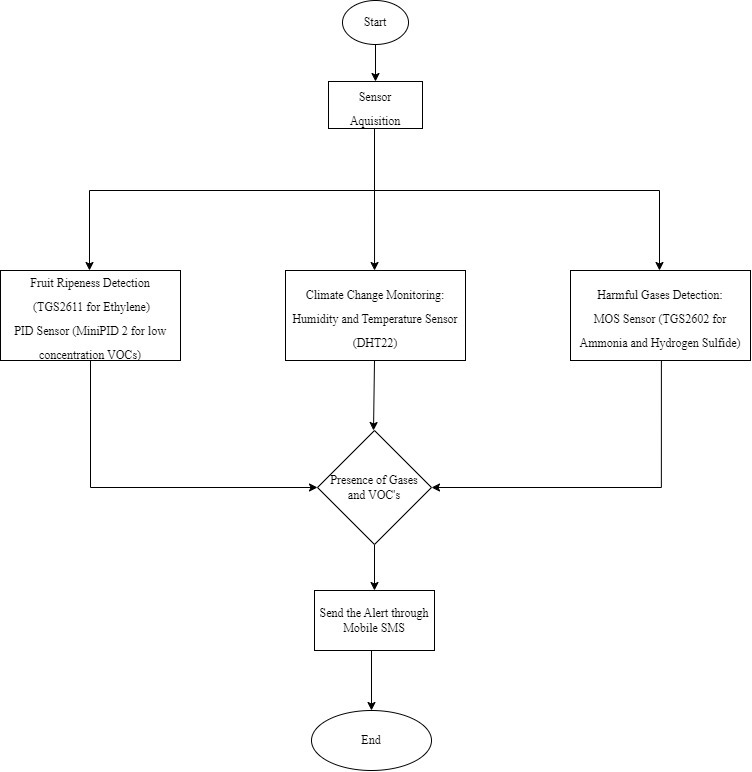 Start
Sensor
Aquisition
Fruit Ripeness Detection
(TGS2611 for Ethylene)
PID Sensor (MiniPID 2 for low
concentration VOCs)
Climate Change Monitoring:
Humidity and Temperature Sensor
(DHT22)
Harmful Gases Detection:
MOS Sensor (TGS2602 for
Ammonia and Hydrogen Sulfide)
Presence of Gases
and VOC's
Send the Alert through
Mobile SMS
End